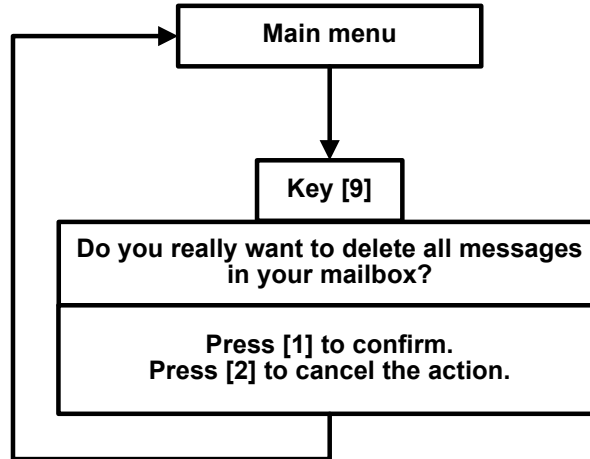 Main menu
Key [9]
Do you really want to delete all messages
in your mailbox?
Press [1] to confirm.
Press [2] to cancel the action.